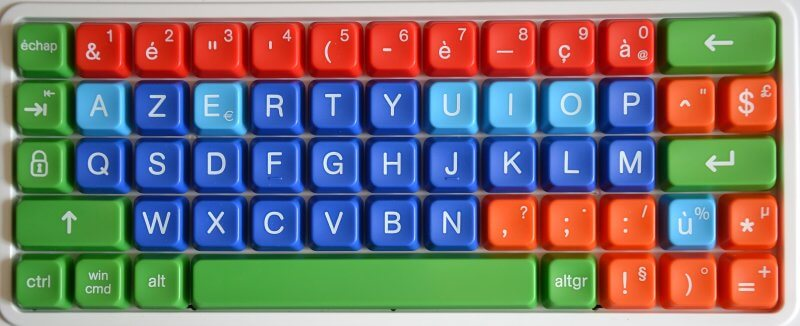 échap & 1 é 2 " 3 ' 4 ( 5 - 6 è 7 _ 8 ç 9 à 0 @ ←
⇥ ⇤ A Z E € R T Y U I O P ^ ¨ $ £
Q S D F G H J K L M ↵
↑ W X C V B N , ? ; . : / ù % * µ
ctrl win cmd alt altgr ! § ) ° = +